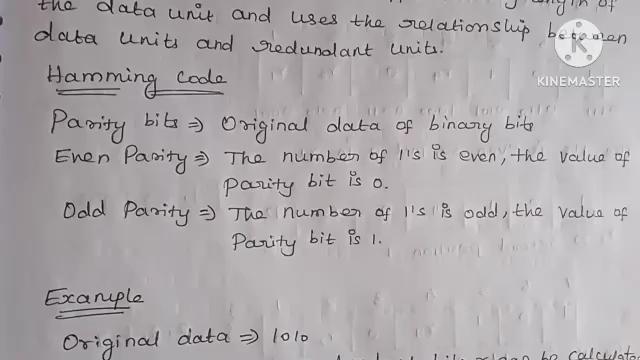 the data unit and uses the relationship between
data units and redundant units.
KINEMASTER
Hamming Code
Parity bits ⇒ Original data of binary bits
Even Parity ⇒ The number of 1's is even, the value of
Parity bit is 0.
Odd Parity ⇒ The number of 1's is odd, the value of
Parity bit is 1.
Example
Original data ⇒ 1010
be calculat